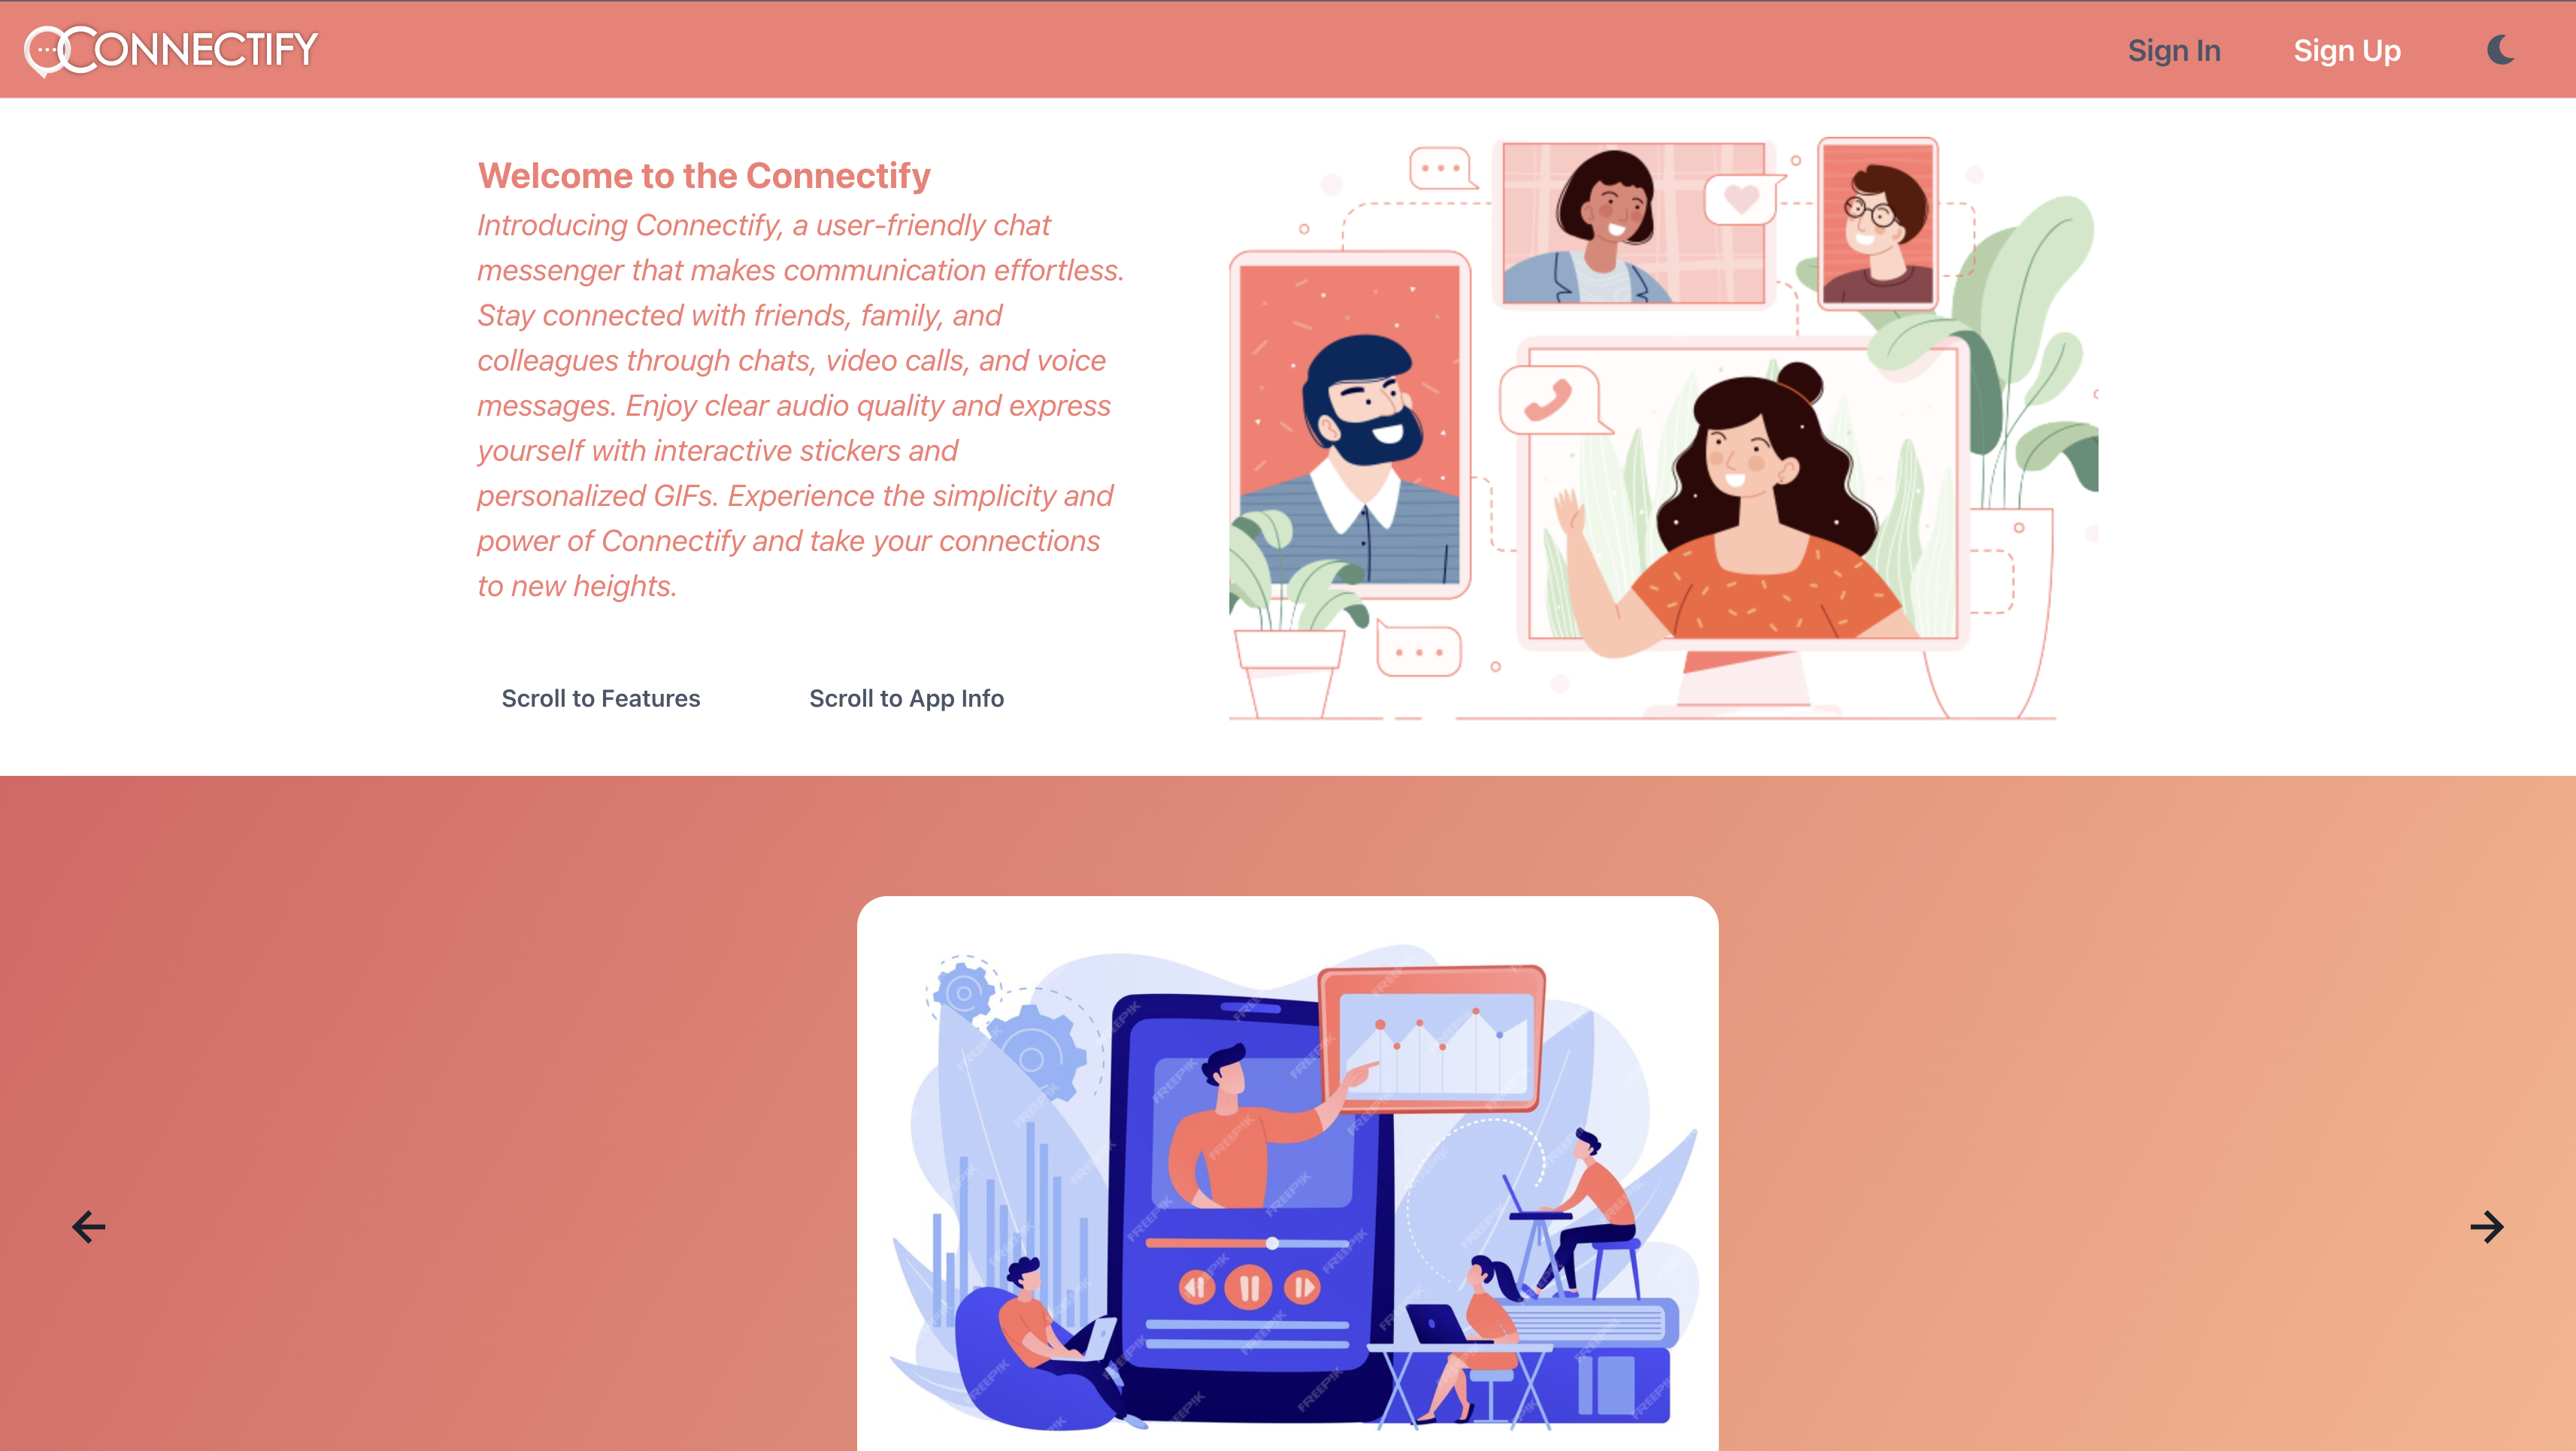 CONNECTIFY
Sign In
Sign Up
Welcome to the Connectify
Introducing Connectify, a user-friendly chat
messenger that makes communication effortless.
Stay connected with friends, family, and
colleagues through chats, video calls, and voice
messages. Enjoy clear audio quality and express
yourself with interactive stickers and
personalized GIFs. Experience the simplicity and
power of Connectify and take your connections
to new heights.
Scroll to Features
Scroll to App Info
FREEPIK